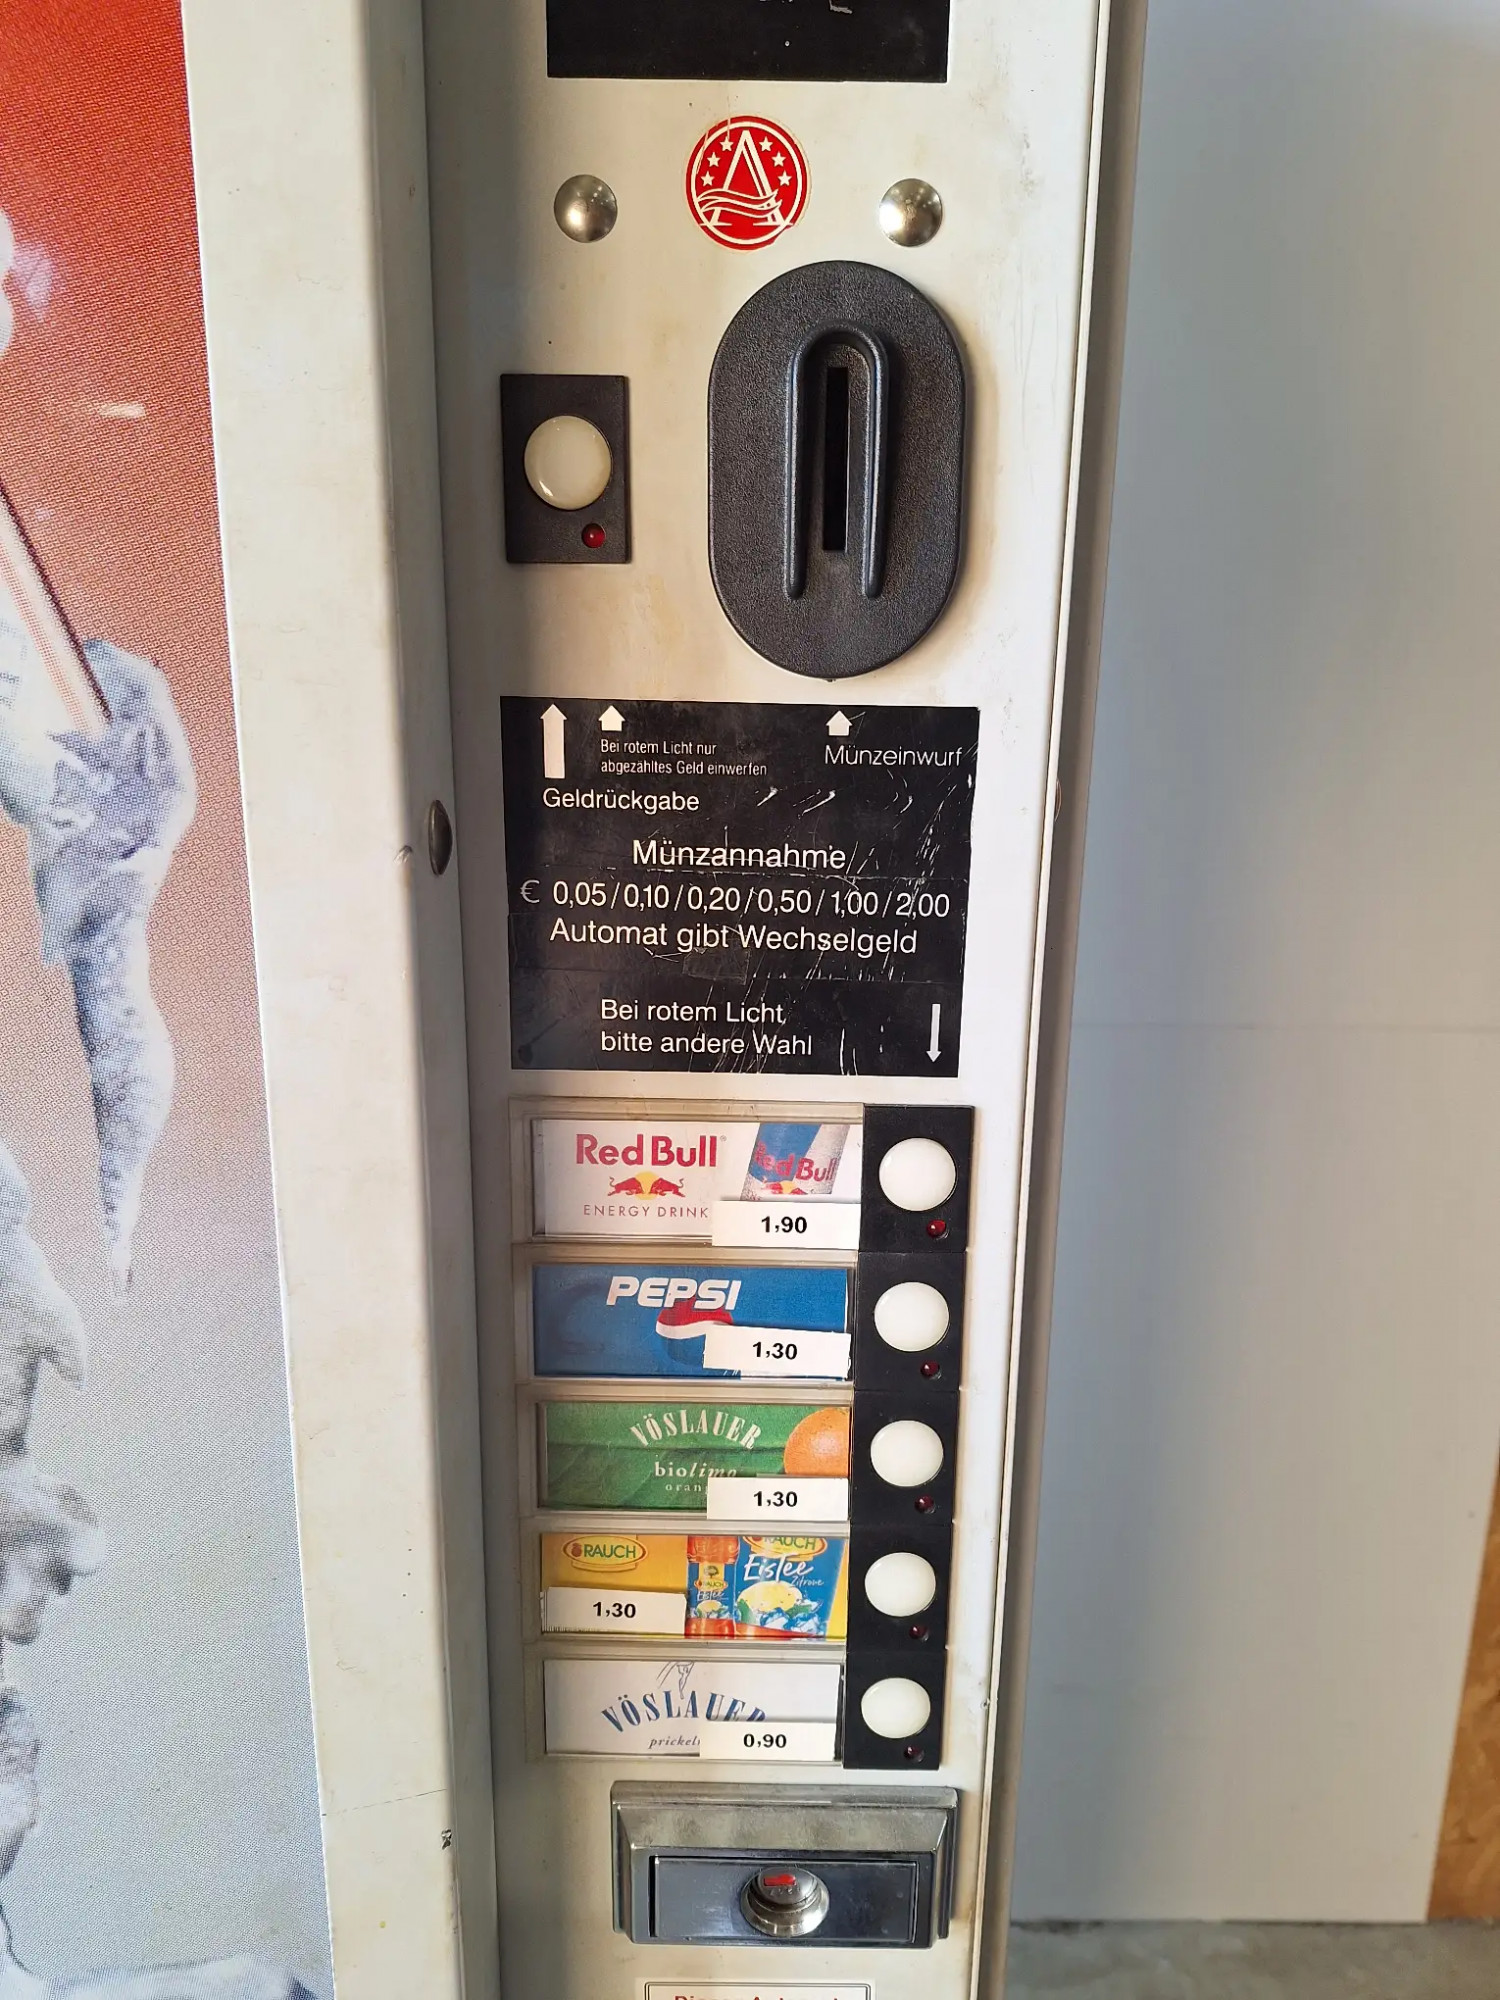 Bei rotem Licht nur
abgezähltes Geld einwerfen
Münzeinwurf
Geldrückgabe
Münzannahme
€ 0,05/0,10/0,20/0,50/1,00/2,00
Automat gibt Wechselgeld
Bei rotem Licht,
bitte andere Wahl
Red Bull
ENERGY DRINK
Red Bull
1,90
PEPSI
1,30
VÖSLAUER
biolimo
1,30
RAUCH
RAUCH
EisTee
Zitrone
RAUCH
1,30
VÖSLAUER
0,90